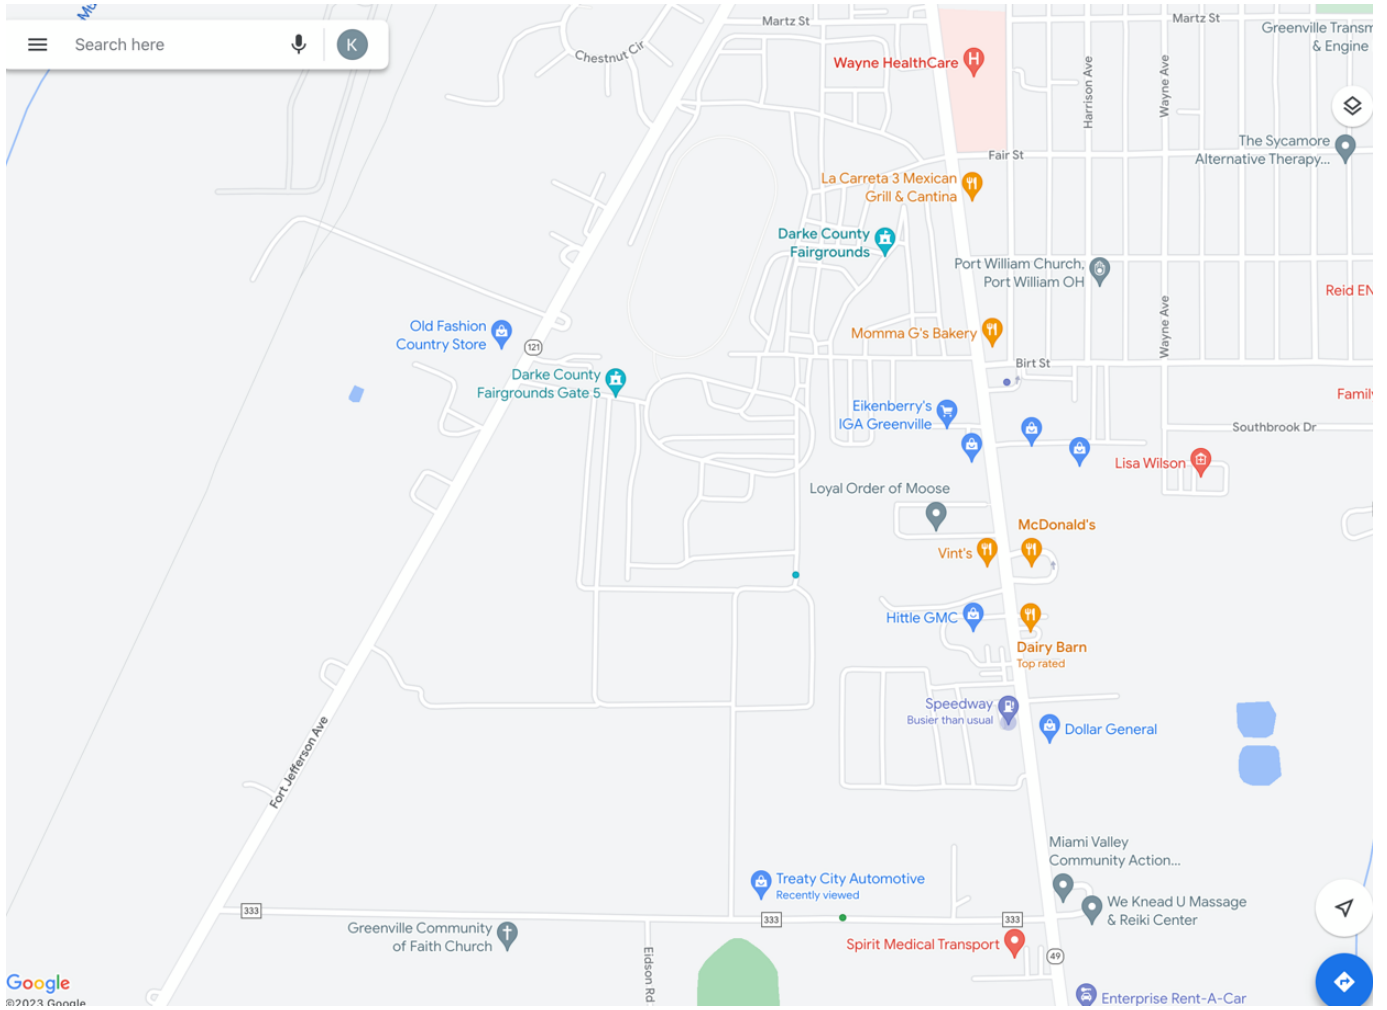 Martz St
Martz St
Greenville Transm
& Engine
Search here
K
Chestnut Cir
Wayne HealthCare
H
Harrison Ave
Wayne Ave
The Sycamore
Alternative Therapy...
Fair St
La Carreta 3 Mexican
Grill & Cantina
Darke County
Fairgrounds
Port William Church,
Port William OH
Reid EN
Old Fashion
Country Store
Momma G's Bakery
Wayne Ave
121
Birt St
Darke County
Fairgrounds Gate 5
Family
Eikenberry's
IGA Greenville
Southbrook Dr
Lisa Wilson
Loyal Order of Moose
McDonald's
Vint's
Hittle GMC
Dairy Barn
Top rated
Speedway
Busier than usual
Dollar General
Fort Jefferson Ave
Miami Valley
Community Action...
Treaty City Automotive
Recently viewed
We Knead U Massage
& Reiki Center
333
333
333
Greenville Community
of Faith Church
Spirit Medical Transport
49
Eidson Rd
Google
©2023 Google
Enterprise Rent-A-Car